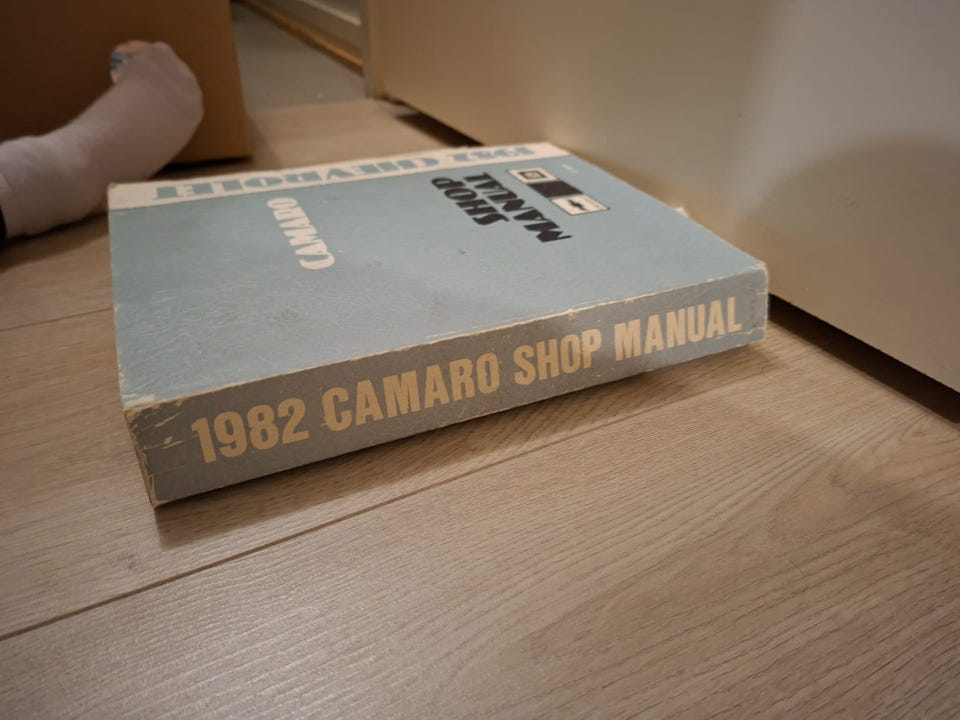 1982 CHEVROLET
CAMARO
SHOP
MANUAL
1982 CAMARO SHOP MANUAL